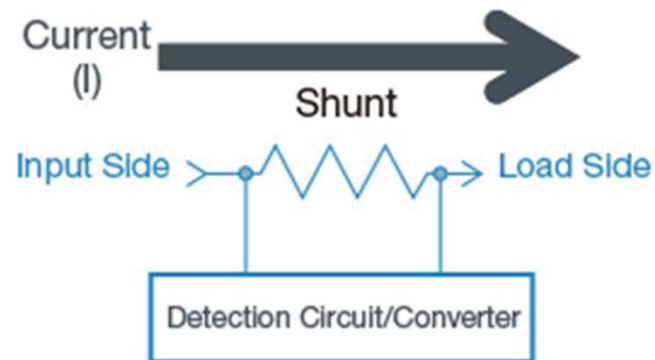 Current
(I)
Shunt
Input Side
Load Side
Detection Circuit/Converter